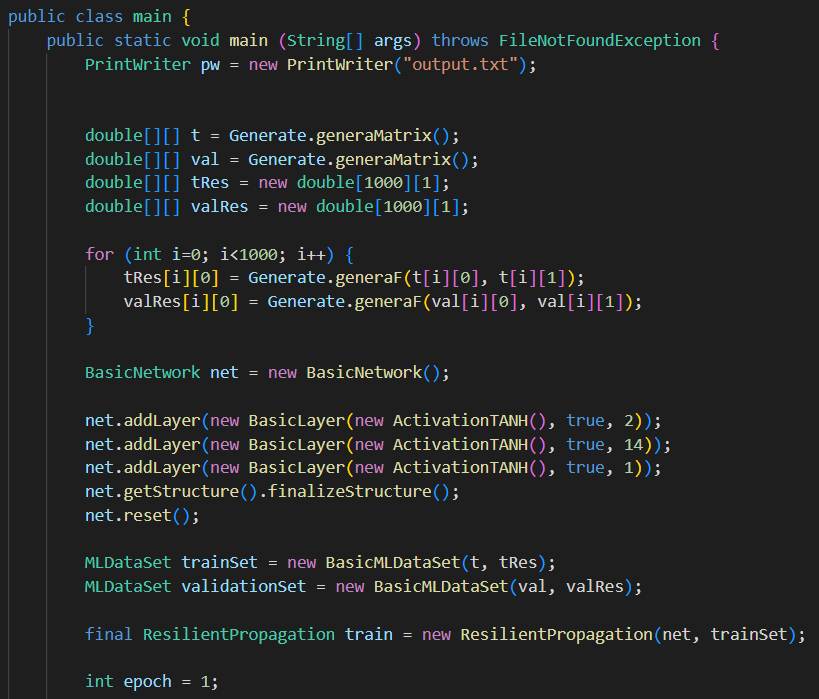 public class main {
public static void main (String[] args) throws FileNotFoundException {
PrintWriter pw = new PrintWriter("output.txt");
double[][] t = Generate.generaMatrix();
double[][] val = Generate.generaMatrix();
double[][] tRes = new double[1000][1];
double[][] valRes = new double[1000][1];
for (int i=0; i<1000; i++) {
tRes[i][0] = Generate.generaF(t[i][0], t[i][1]);
valRes[i][0] = Generate.generaF(val[i][0], val[i][1]);
}
BasicNetwork net = new BasicNetwork();
net.addLayer(new BasicLayer(new ActivationTANH(), true, 2));
net.addLayer(new BasicLayer(new ActivationTANH(), true, 14));
net.addLayer(new BasicLayer(new ActivationTANH(), true, 1));
net.getStructure().finalizeStructure();
net.reset();
MLDataSet trainSet = new BasicMLDataSet(t, tRes);
MLDataSet validationSet = new BasicMLDataSet(val, valRes);
final ResilientPropagation train = new ResilientPropagation(net, trainSet);
int epoch = 1;